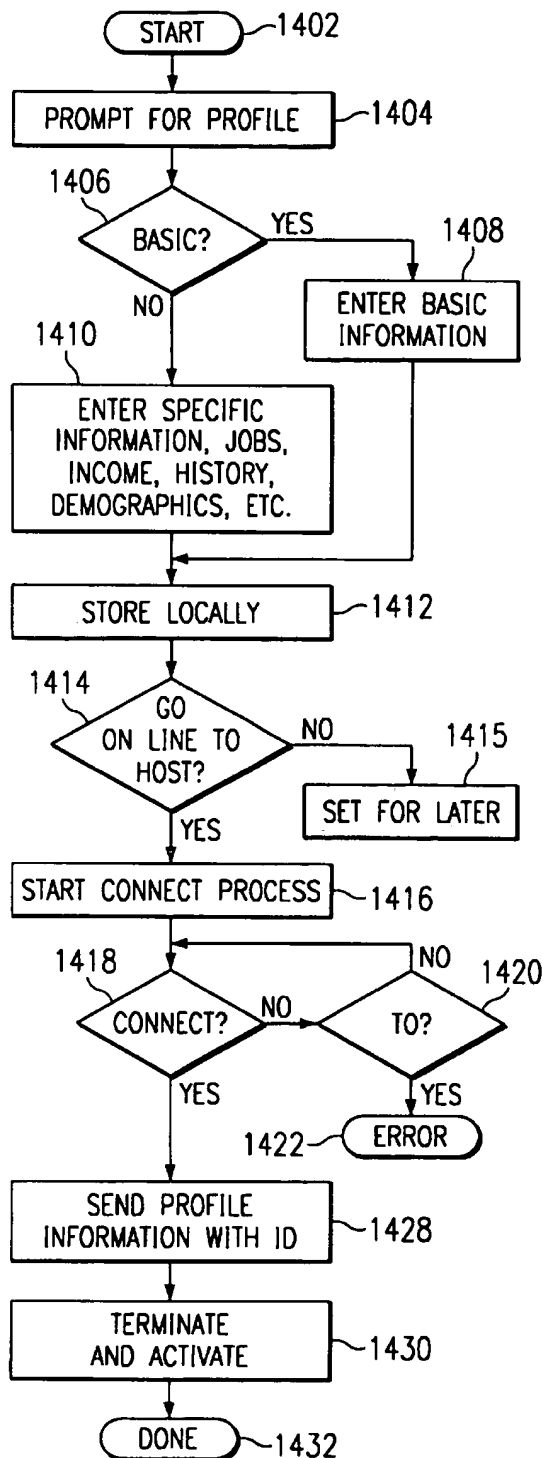 START
1402
PROMPT FOR PROFILE
1404
1406
BASIC?
YES
NO
1408
ENTER BASIC
INFORMATION
1410
ENTER SPECIFIC
INFORMATION, JOBS,
INCOME, HISTORY,
DEMOGRAPHICS, ETC.
STORE LOCALLY
1412
1414
GO
ON LINE TO
HOST?
NO
YES
1415
SET FOR LATER
START CONNECT PROCESS
1416
1418
CONNECT?
NO
YES
NO
1420
TO?
YES
1422
ERROR
SEND PROFILE
INFORMATION WITH ID
1428
TERMINATE
AND ACTIVATE
1430
DONE
1432